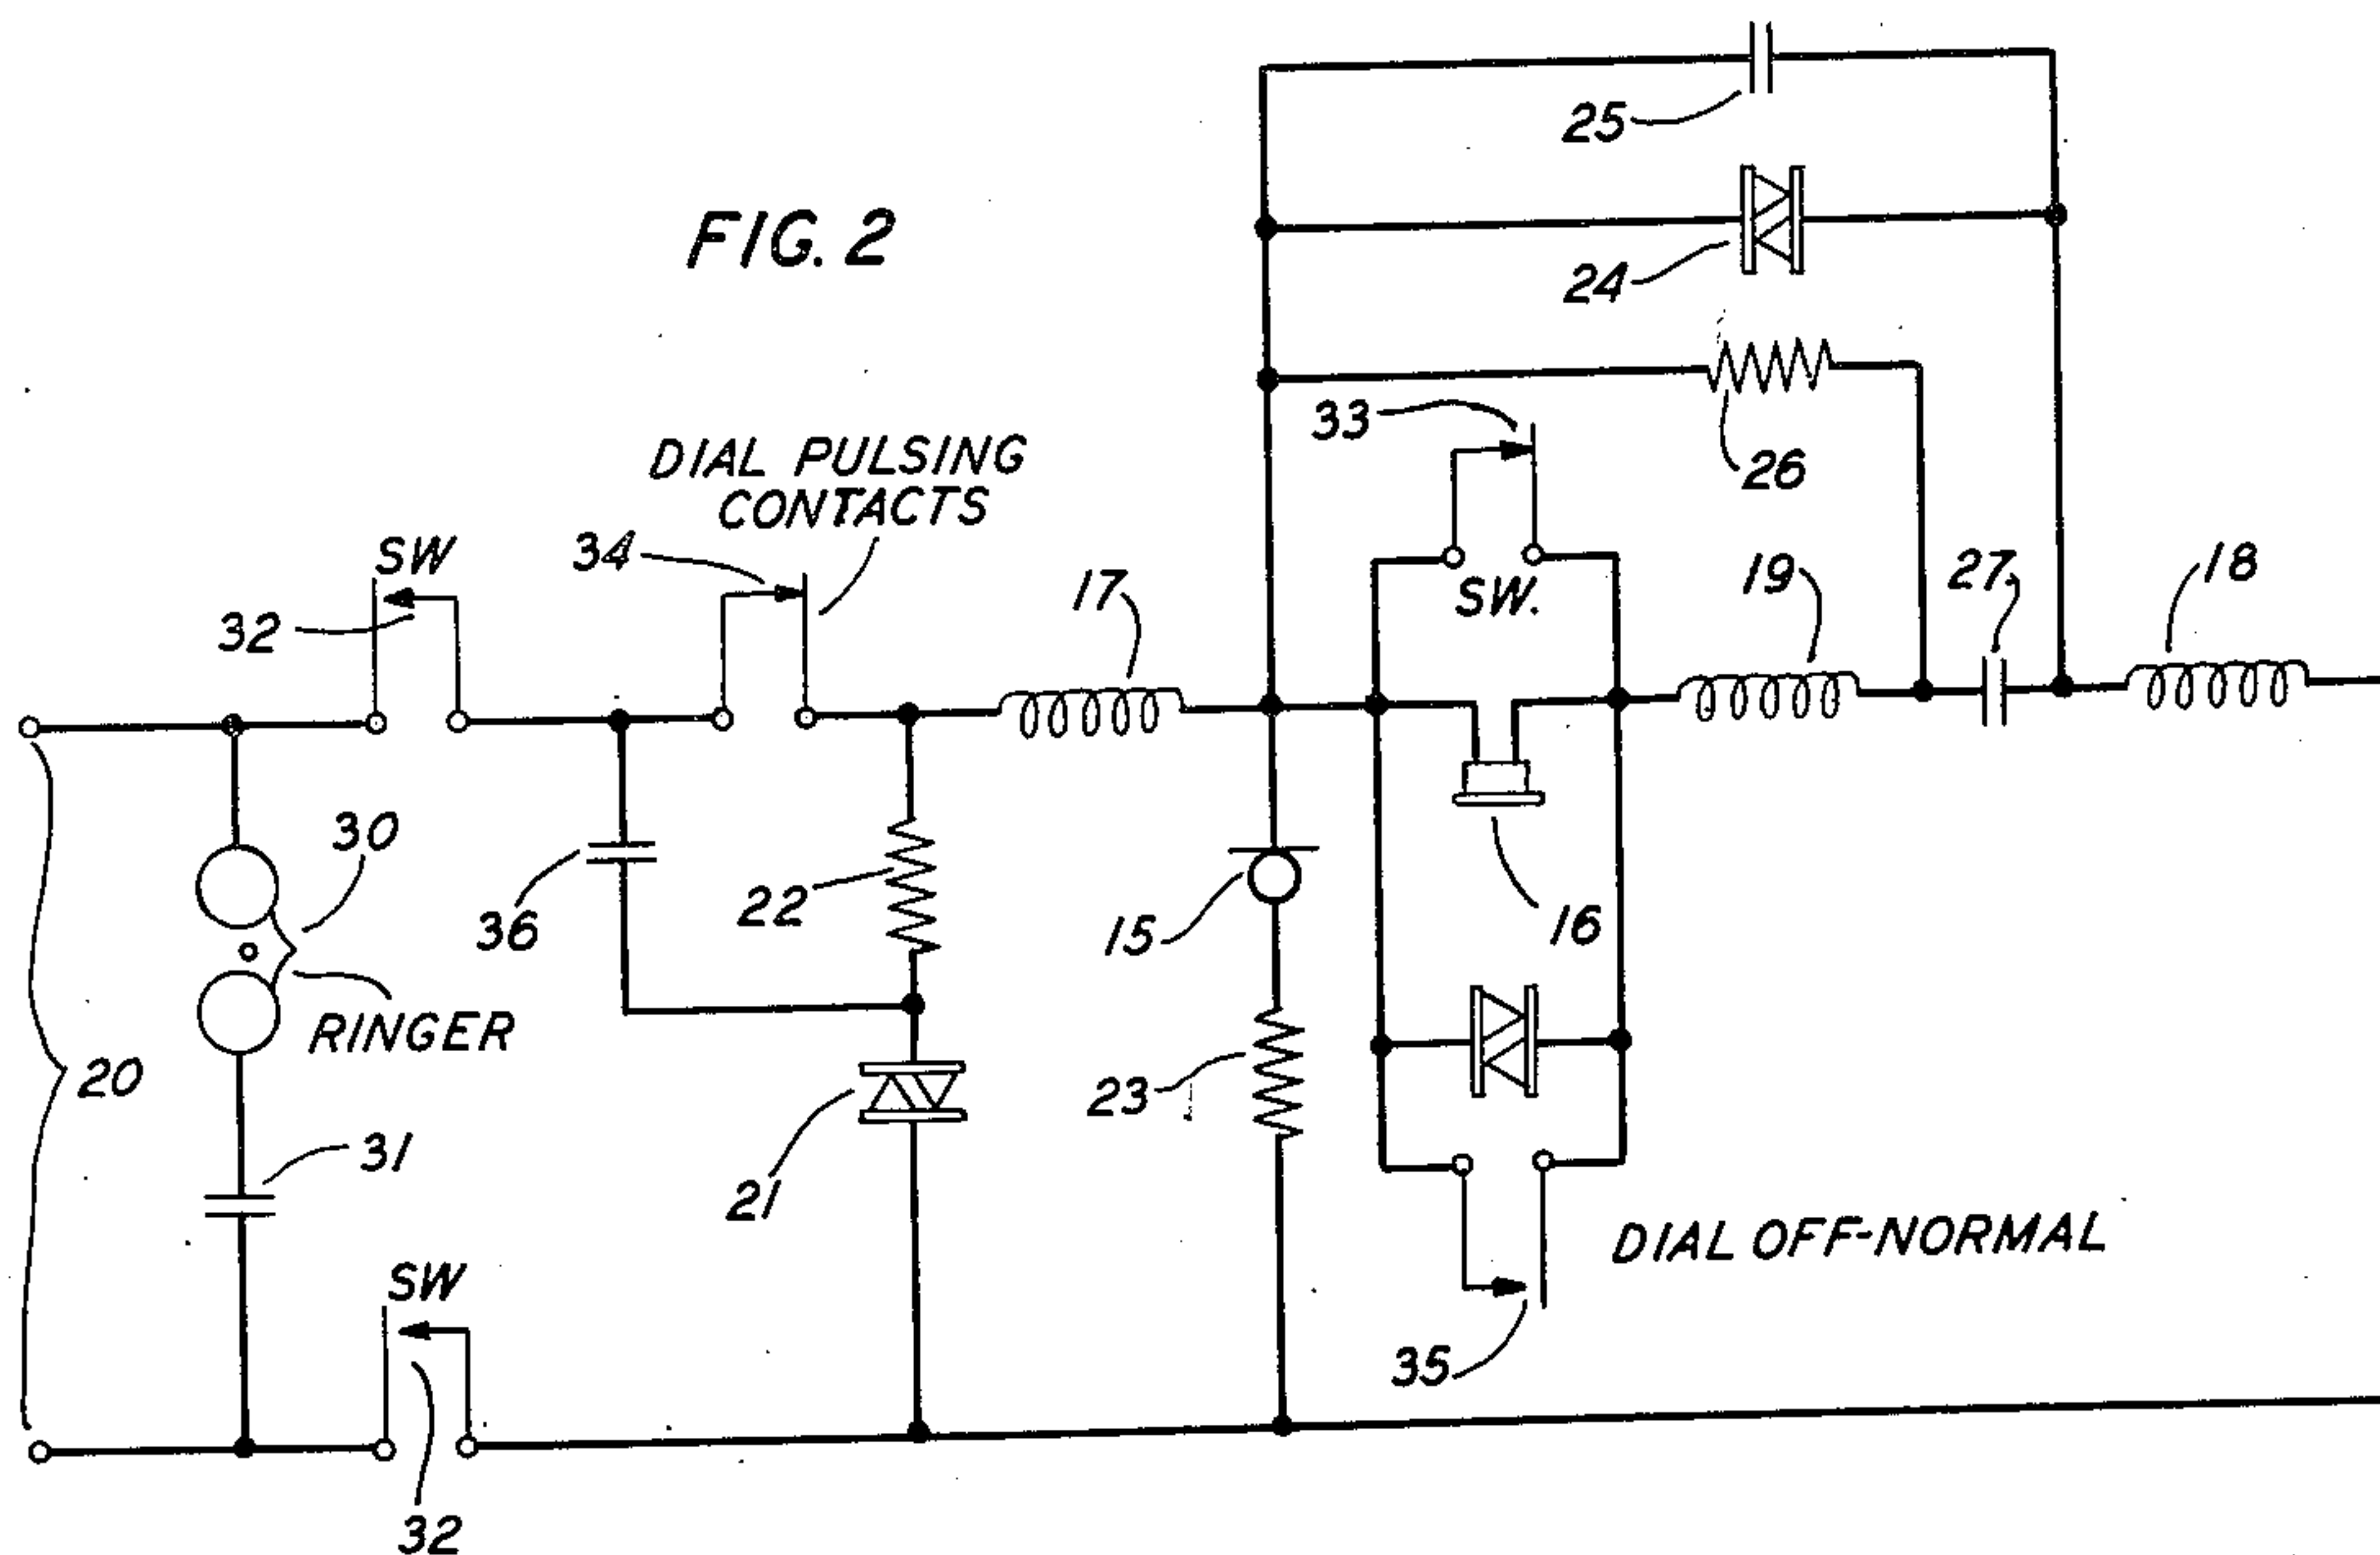 25
FIG. 2
24
33
26
DIAL PULSING
CONTACTS
SW
34
32
17
SW.
19
27
18
30
36
22
15
16
RINGER
20
23
31
21
SW
DIAL OFF-NORMAL
35
32